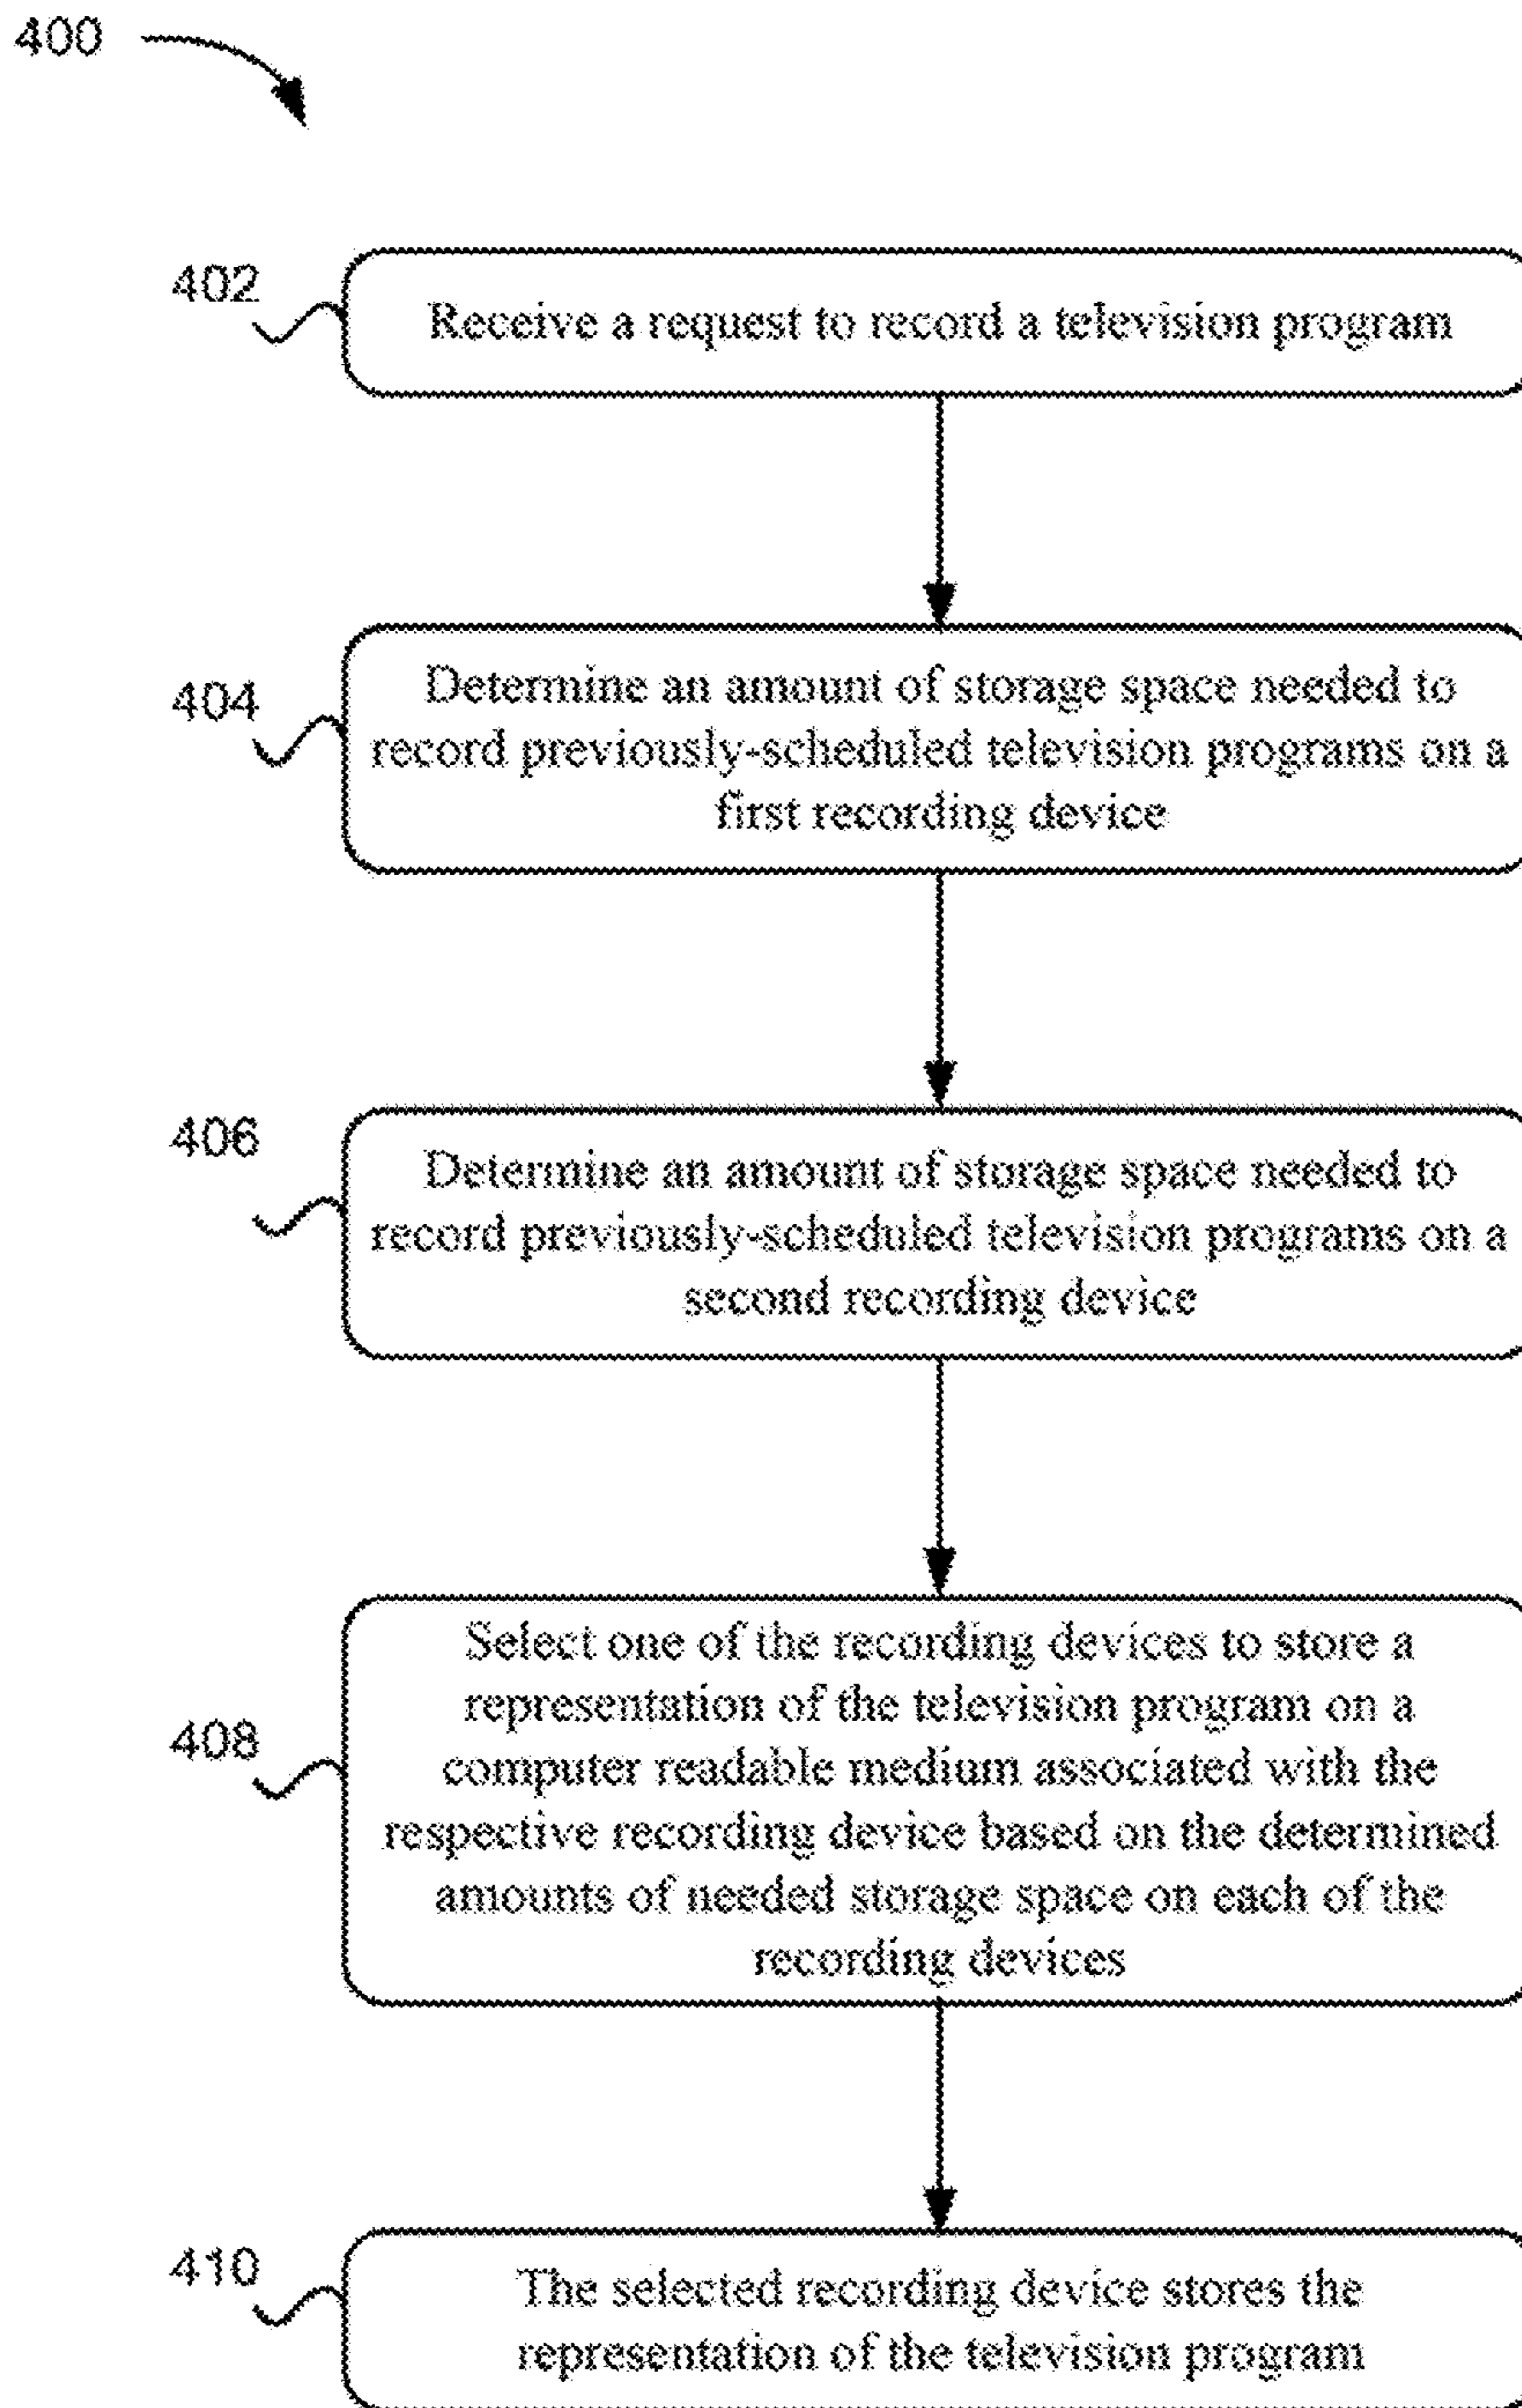 400
402
Receive a request to record a television program
404
Determine an amount of storage space needed to
record previously-scheduled television programs on a
first recording device
406
Determine an amount of storage space needed to
record previously-scheduled television programs on a
second recording device
408
Select one of the recording devices to store a
representation of the television program on a
computer readable medium associated with the
respective recording device based on the determined
amounts of needed storage space on each of the
recording devices
410
The selected recording device stores the
representation of the television program